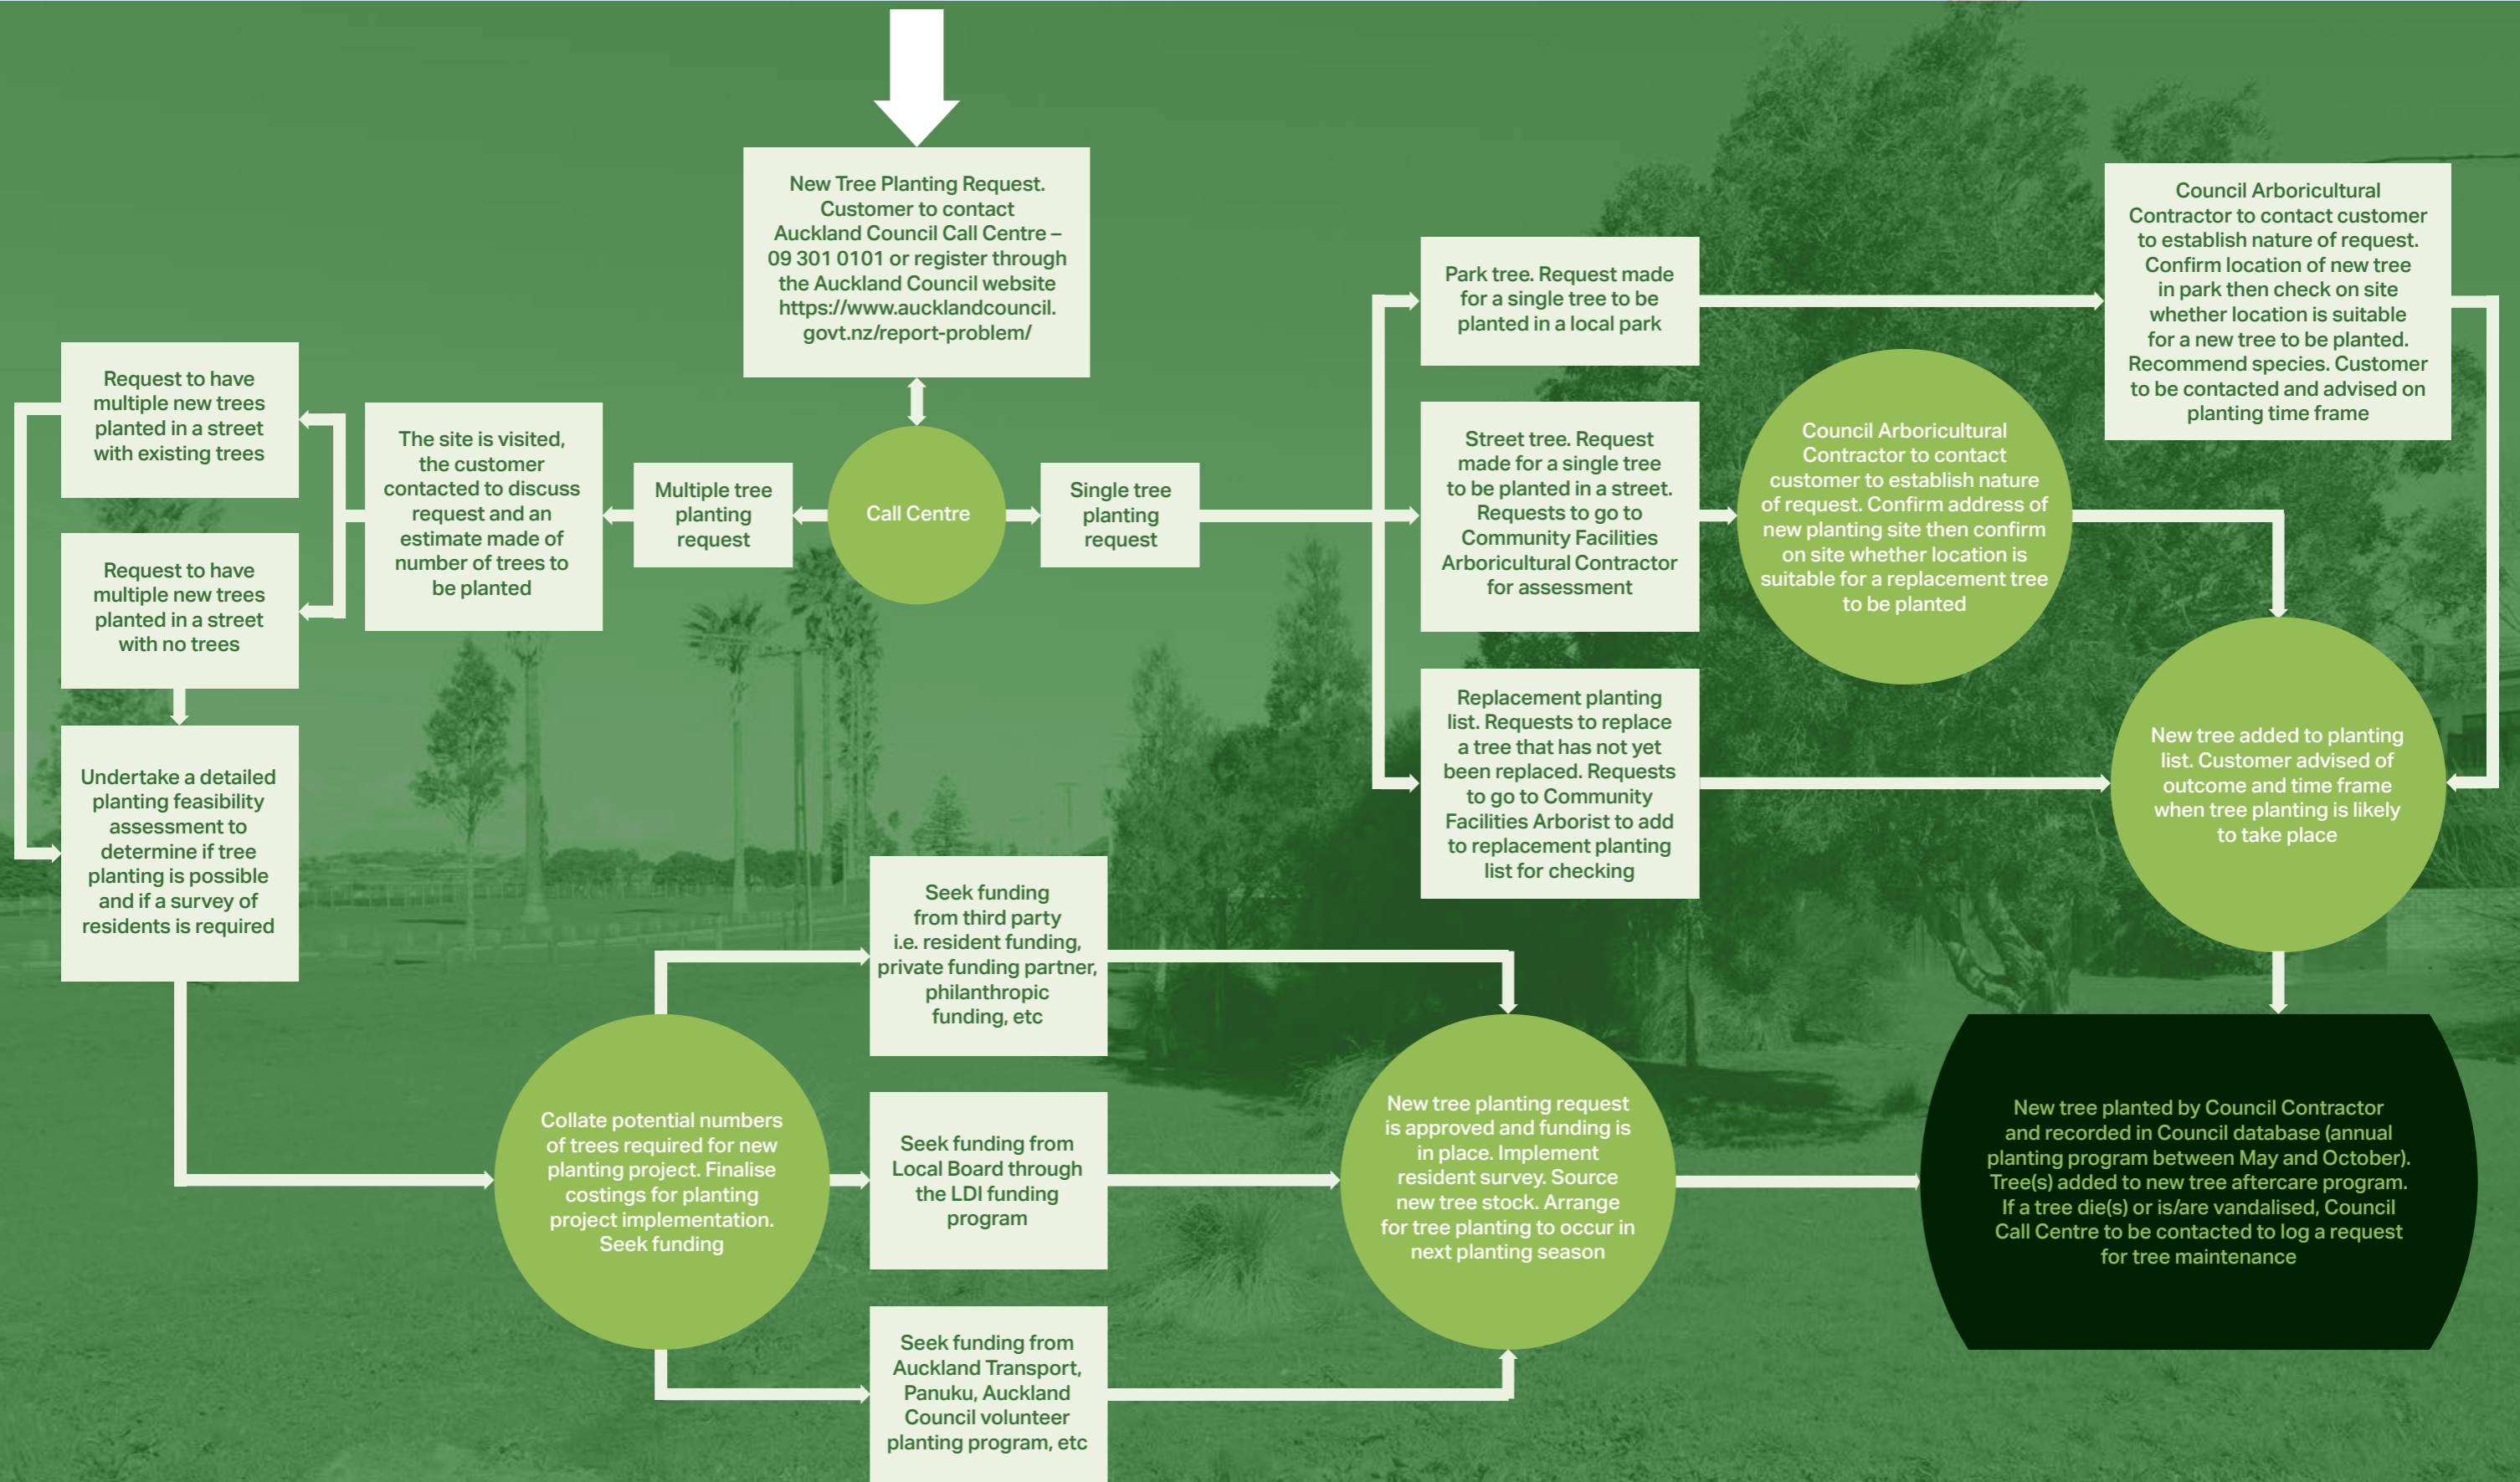 New Tree Planting Request.
Customer to contact
Auckland Council Call Centre –
09 301 0101 or register through
the Auckland Council website
https://www.aucklandcouncil.
govt.nz/report-problem/
Call Centre
Multiple tree
planting
request
The site is visited,
the customer
contacted to discuss
request and an
estimate made of
number of trees to
be planted
Request to have
multiple new trees
planted in a street
with existing trees
Request to have
multiple new trees
planted in a street
with no trees
Undertake a detailed
planting feasibility
assessment to
determine if tree
planting is possible
and if a survey of
residents is required
Single tree
planting
request
Park tree. Request made
for a single tree to be
planted in a local park
Street tree. Request
made for a single tree
to be planted in a street.
Requests to go to
Community Facilities
Arboricultural Contractor
for assessment
Replacement planting
list. Requests to replace
a tree that has not yet
been replaced. Requests
to go to Community
Facilities Arborist to add
to replacement planting
list for checking
Council Arboricultural
Contractor to contact
customer to establish nature
of request. Confirm address of
new planting site then confirm
on site whether location is
suitable for a replacement tree
to be planted
Council Arboricultural
Contractor to contact customer
to establish nature of request.
Confirm location of new tree
in park then check on site
whether location is suitable
for a new tree to be planted.
Recommend species. Customer
to be contacted and advised on
planting time frame
New tree added to planting
list. Customer advised of
outcome and time frame
when tree planting is likely
to take place
Collate potential numbers
of trees required for new
planting project. Finalise
costings for planting
project implementation.
Seek funding
Seek funding
from third party
i.e. resident funding,
private funding partner,
philanthropic
funding, etc
Seek funding from
Local Board through
the LDI funding
program
Seek funding from
Auckland Transport,
Panuku, Auckland
Council volunteer
planting program, etc
New tree planting request
is approved and funding is
in place. Implement
resident survey. Source
new tree stock. Arrange
for tree planting to occur in
next planting season
New tree planted by Council Contractor
and recorded in Council database (annual
planting program between May and October).
Tree(s) added to new tree aftercare program.
If a tree die(s) or is/are vandalised, Council
Call Centre to be contacted to log a request
for tree maintenance